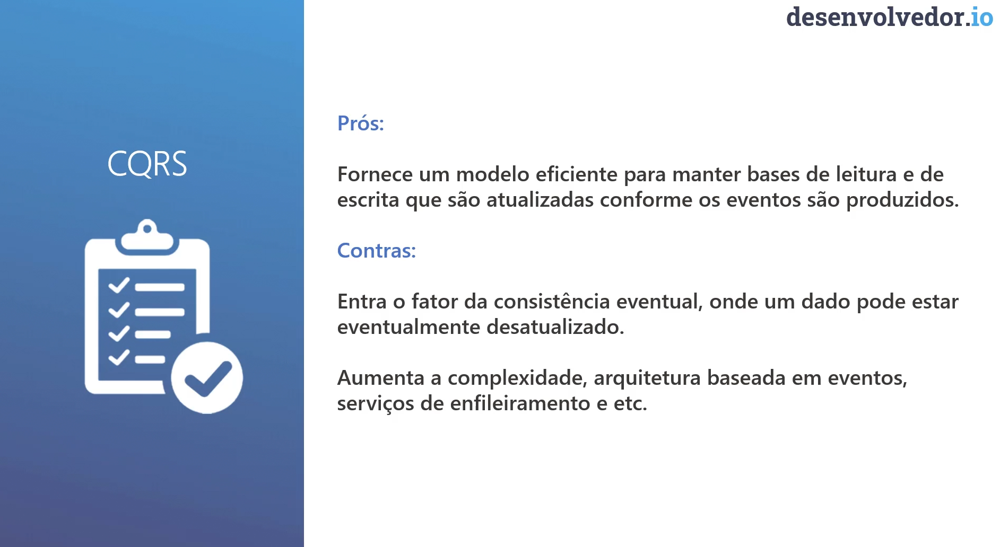 desenvolvedor.io
CQRS
Prós:
Fornece um modelo eficiente para manter bases de leitura e de
escrita que são atualizadas conforme os eventos são produzidos.
Contras:
Entra o fator da consistência eventual, onde um dado pode estar
eventualmente desatualizado.
Aumenta a complexidade, arquitetura baseada em eventos,
serviços de enfileiramento e etc.